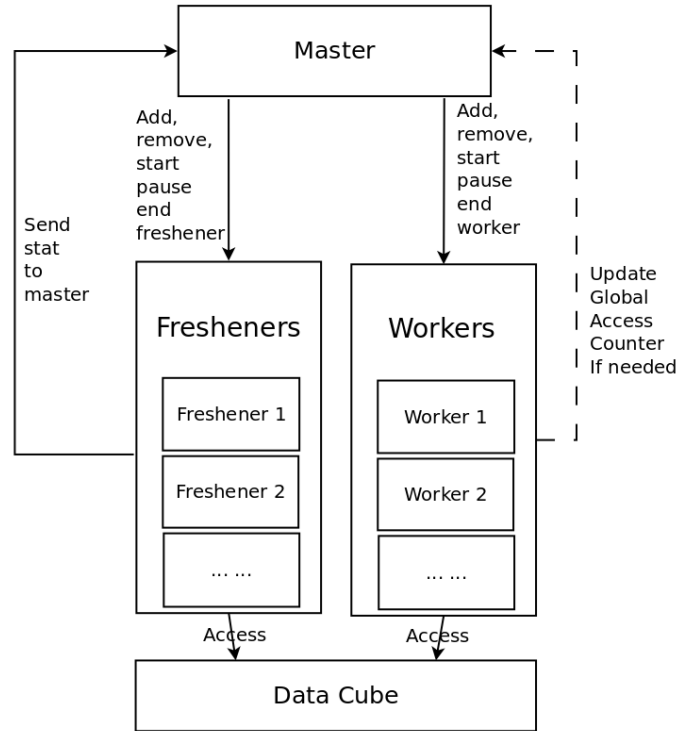 Master
Add,
remove,
start
pause
end
freshener
Add,
remove,
start
pause
end
worker
Send
stat
to
master
Update
Global
Access
Counter
If needed
Fresheners
Freshener 1
Freshener 2
... ...
Workers
Worker 1
Worker 2
... ...
Access
Access
Data Cube